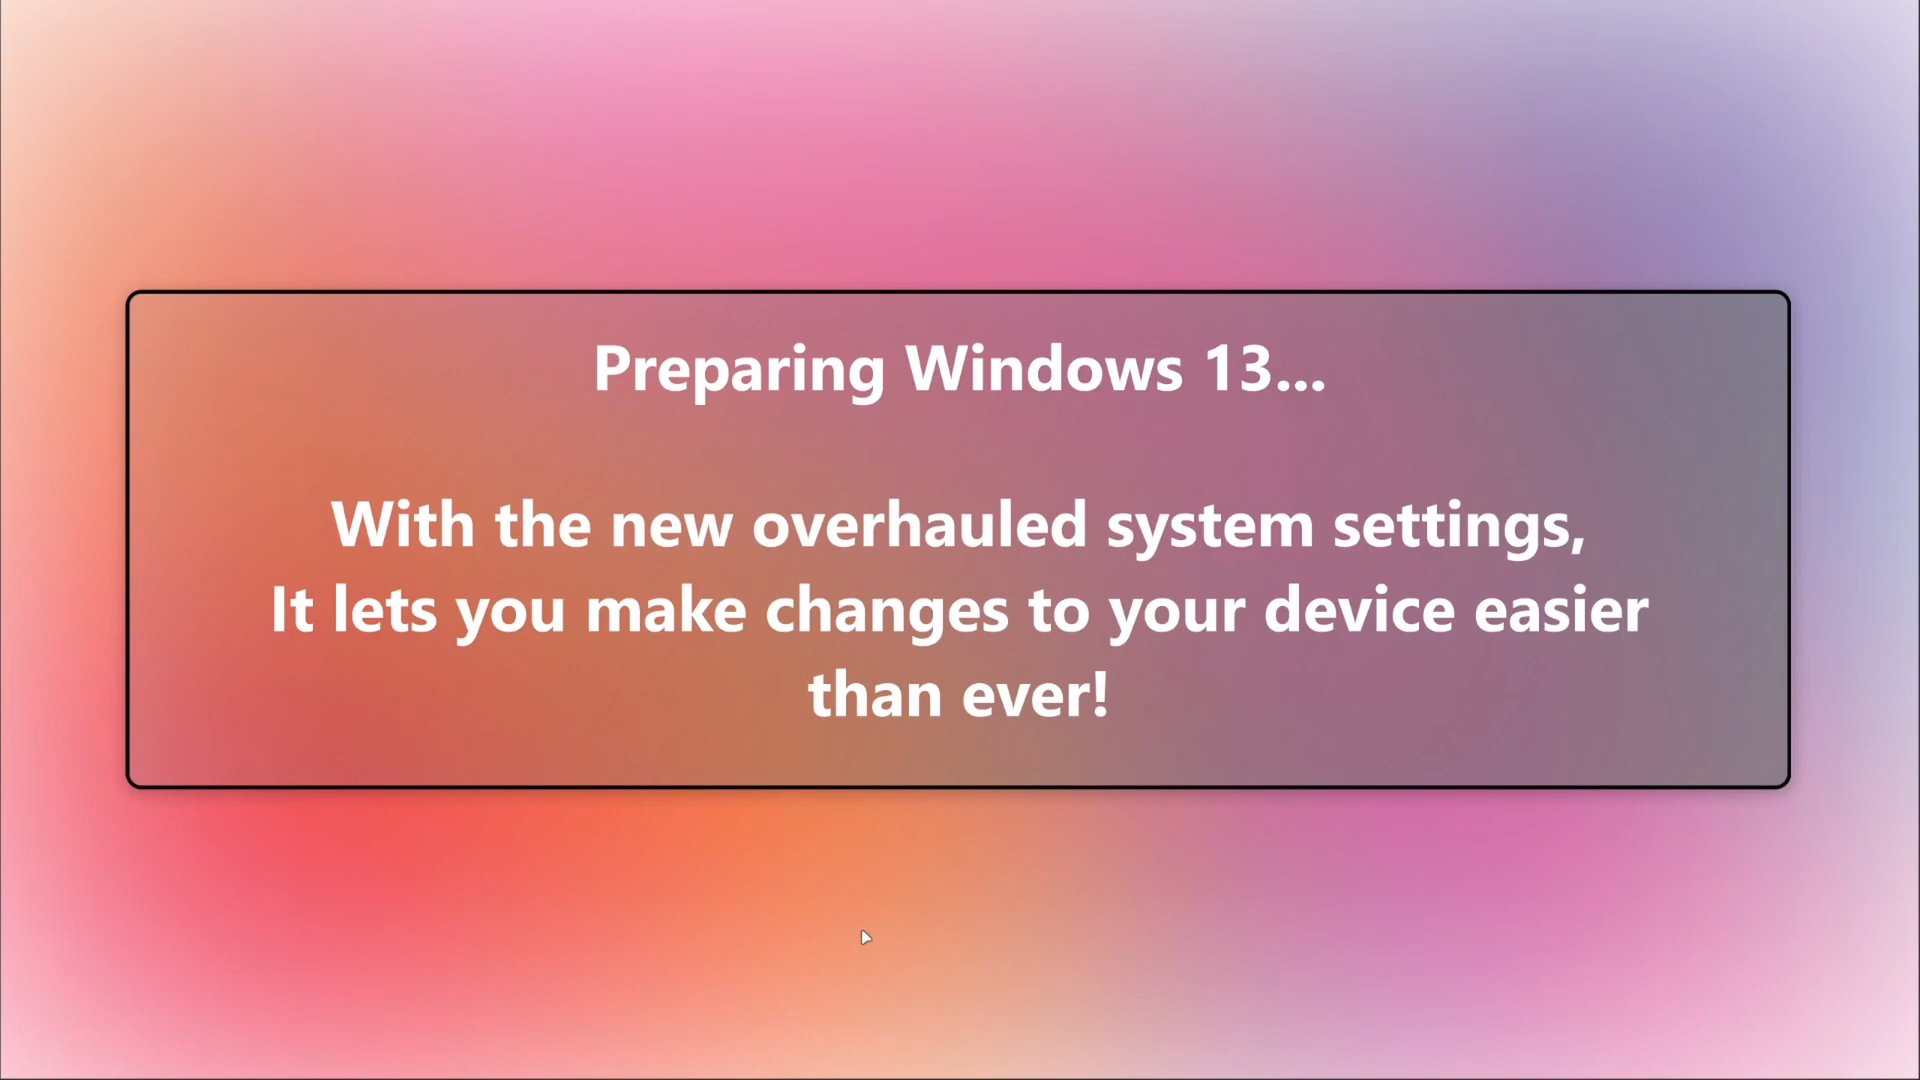 Preparing Windows 13...
With the new overhauled system settings,
It lets you make changes to your device easier
than ever!